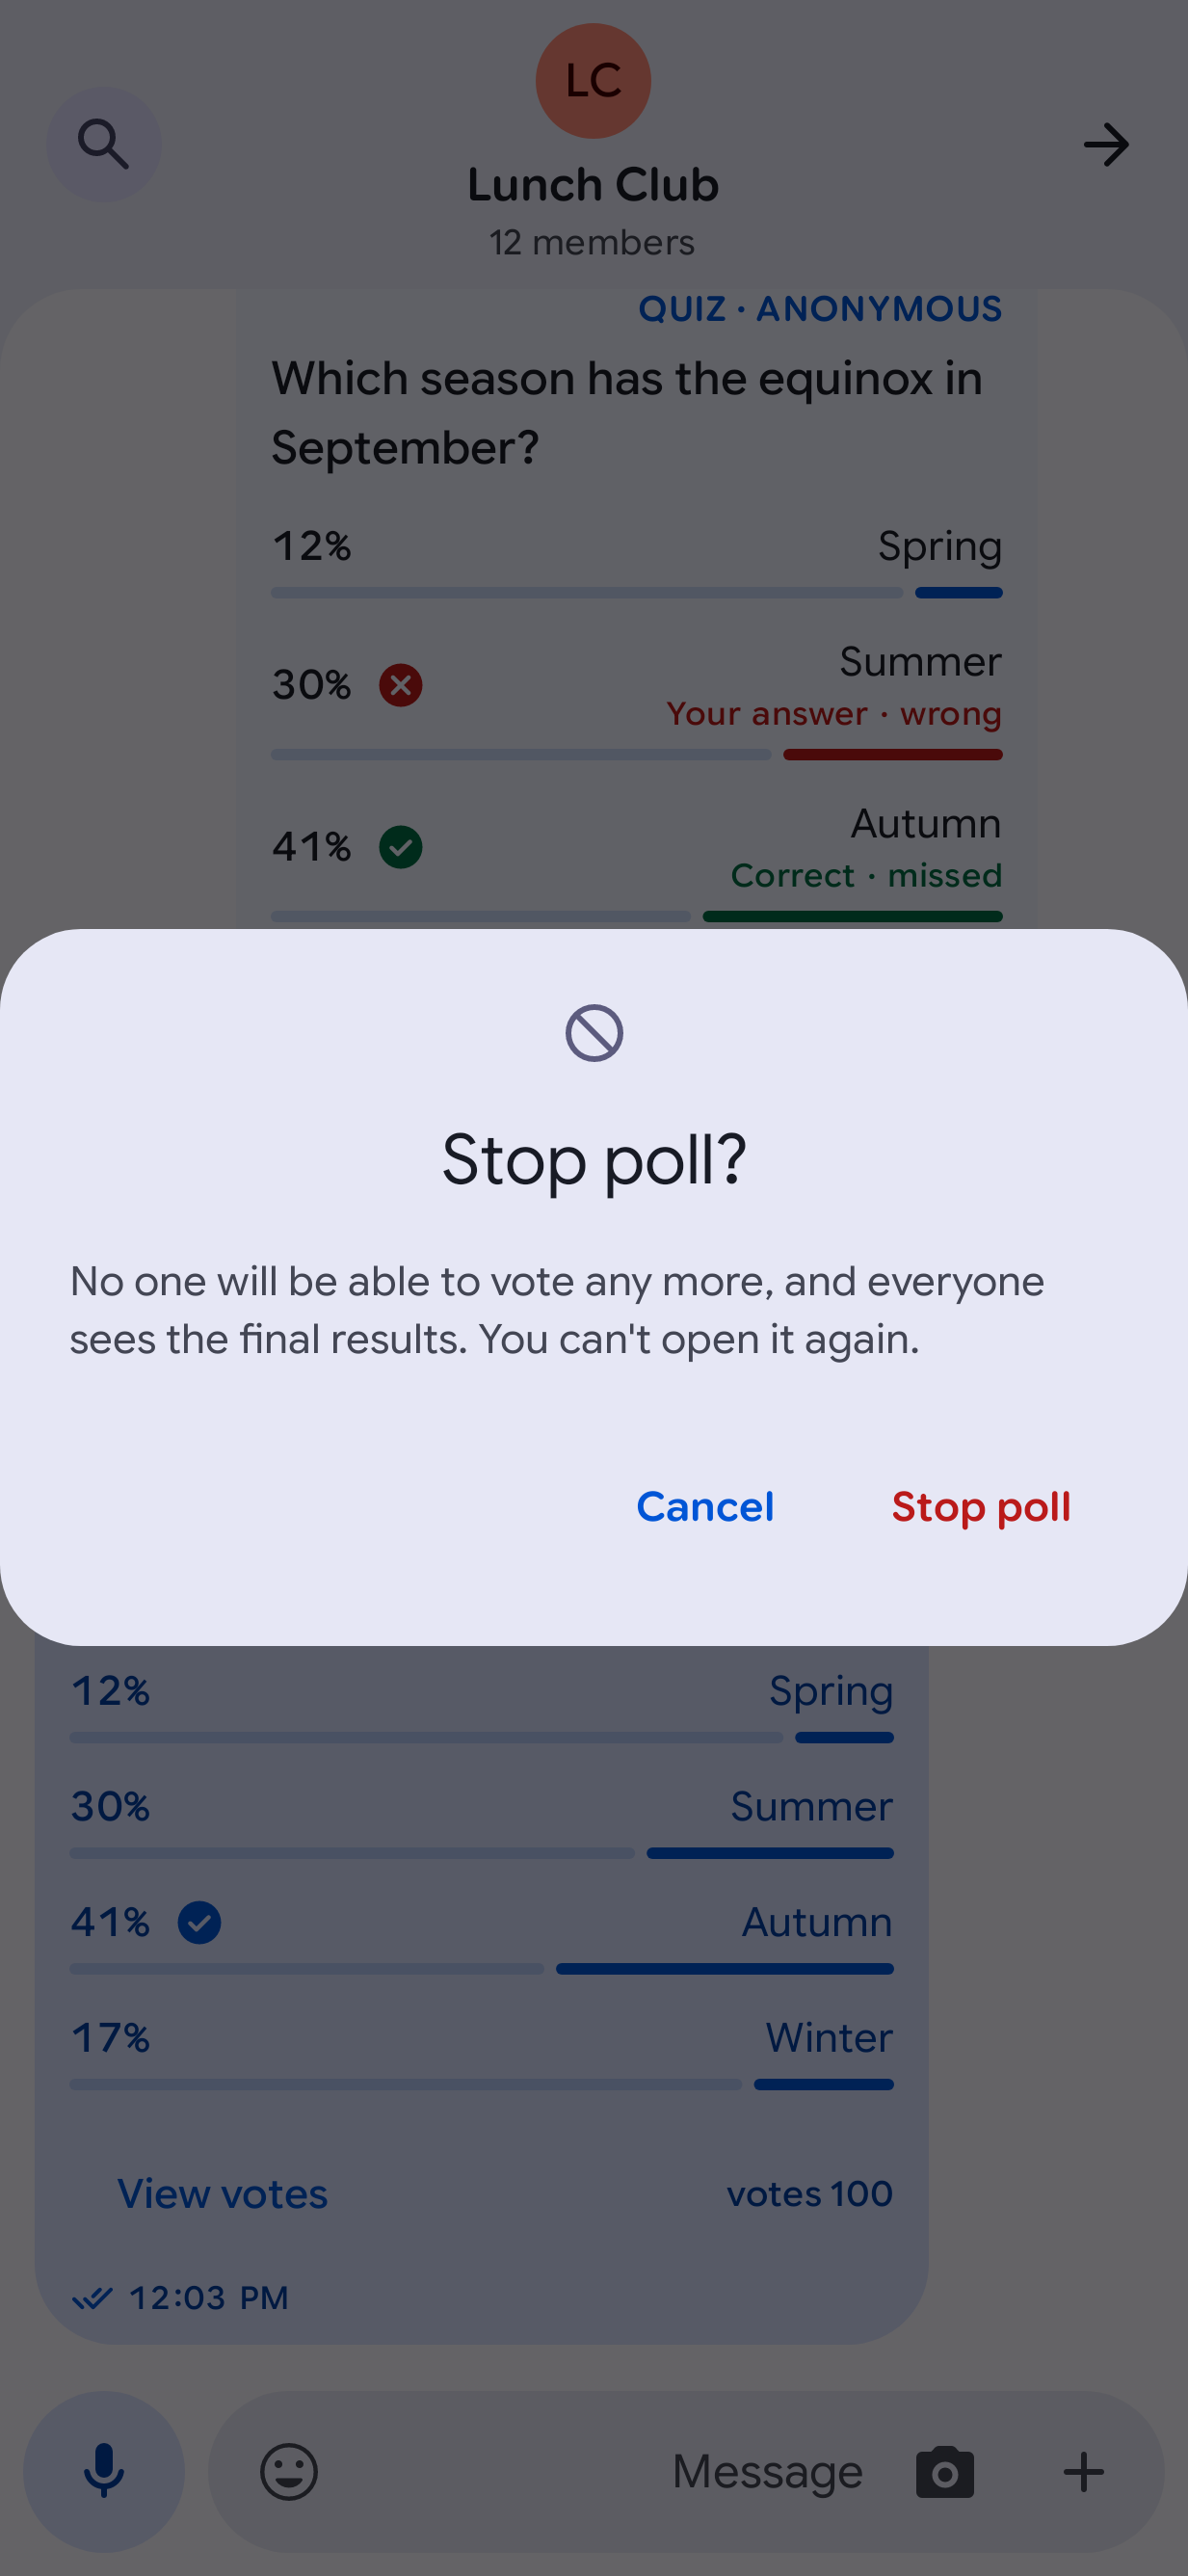 LC
Lunch Club
12 members
QUIZ · ANONYMOUS
Which season has the equinox in
September?
12% Spring
30% Summer
Your answer · wrong
41% Autumn
Correct · missed
Stop poll?
No one will be able to vote any more, and everyone
sees the final results. You can't open it again.
Cancel Stop poll
12% Spring
30% Summer
41% Autumn
17% Winter
View votes votes 100
12:03 PM
Message